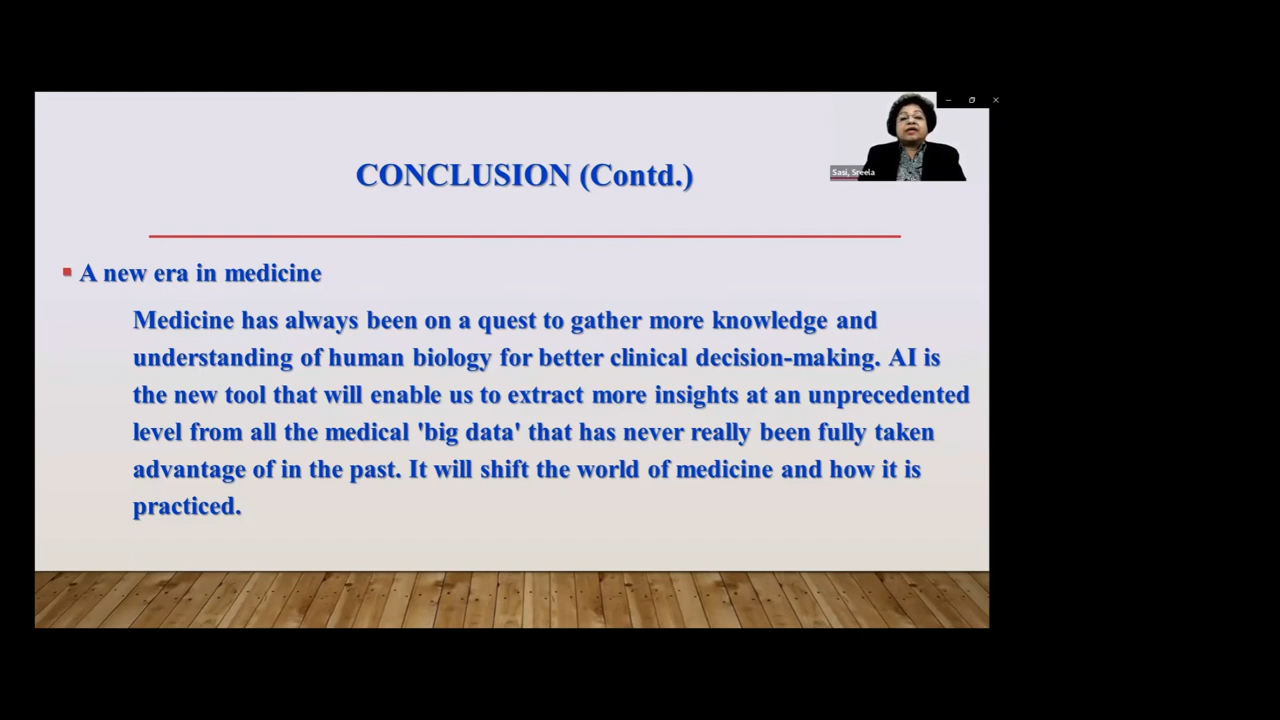 CONCLUSION (Contd.)
Sasi, Sreela
A new era in medicine
Medicine has always been on a quest to gather more knowledge and
understanding of human biology for better clinical decision-making. AI is
the new tool that will enable us to extract more insights at an unprecedented
level from all the medical 'big data' that has never really been fully taken
advantage of in the past. It will shift the world of medicine and how it is
practiced.